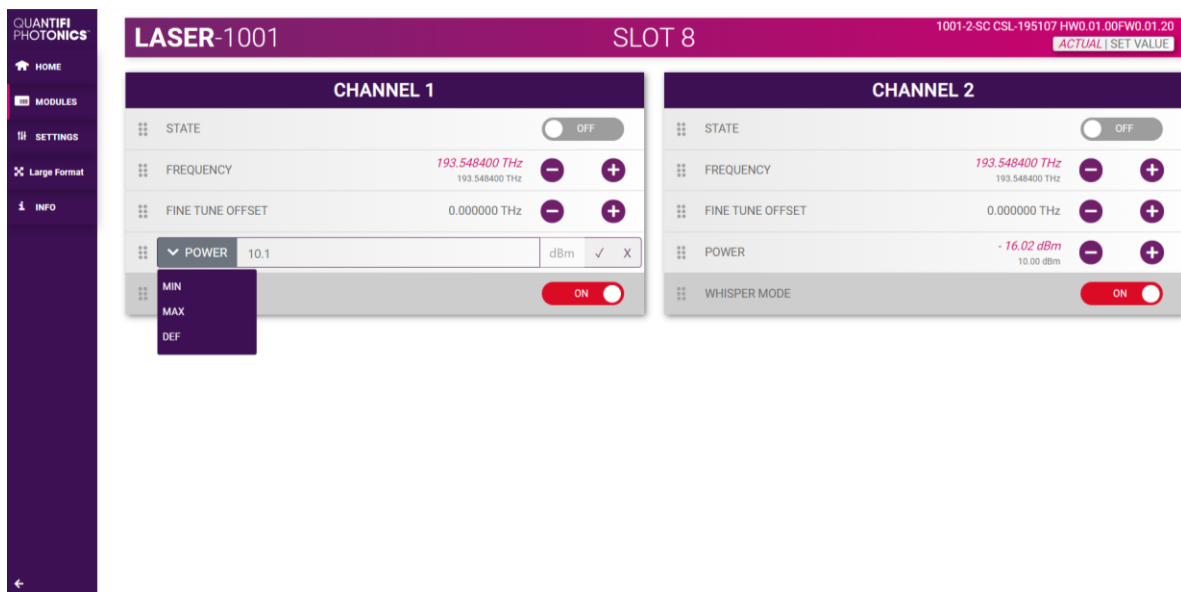 QUANTIFI
PHOTONICS
HOME
MODULES
SETTINGS
Large Format
INFO
LASER-1001
SLOT 8
1001-2-SC CSL-195107 HW0.01.00FW0.01.20
ACTUAL | SET VALUE
CHANNEL 1
STATE
OFF
FREQUENCY
193.548400 THz
193.548400 THz
FINE TUNE OFFSET
0.000000 THz
POWER 10.1 dBm ✓ X
MIN
MAX
DEF
ON
CHANNEL 2
STATE
OFF
FREQUENCY
193.548400 THz
193.548400 THz
FINE TUNE OFFSET
0.000000 THz
POWER
- 16.02 dBm
10.00 dBm
WHISPER MODE
ON